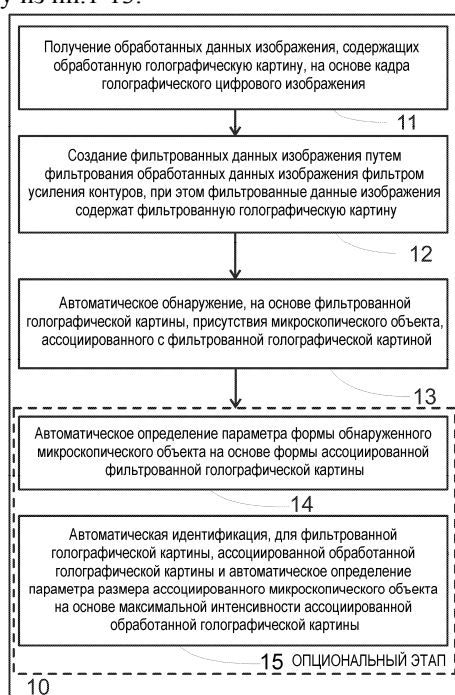 Получение обработанных данных изображения, содержащих
обработанную голографическую картину, на основе кадра
голографического цифрового изображения
11
Создание фильтрованных данных изображения путем
фильтрования обработанных данных изображения фильтром
усиления контуров, при этом фильтрованные данные изображения
содержат фильтрованную голографическую картину
12
Автоматическое обнаружение, на основе фильтрованной
голографической картины, присутствия микроскопического объекта,
ассоциированного с фильтрованной голографической картиной
13
Автоматическое определение параметра формы обнаруженного
микроскопического объекта на основе формы ассоциированной
фильтрованной голографической картины
14
Автоматическая идентификация, для фильтрованной
голографической картины, ассоциированной обработанной
голографической картины и автоматическое определение
параметра размера ассоциированного микроскопического объекта
на основе максимальной интенсивности ассоциированной
обработанной голографической картины
15 ОПЦИОНАЛЬНЫЙ ЭТАП
10